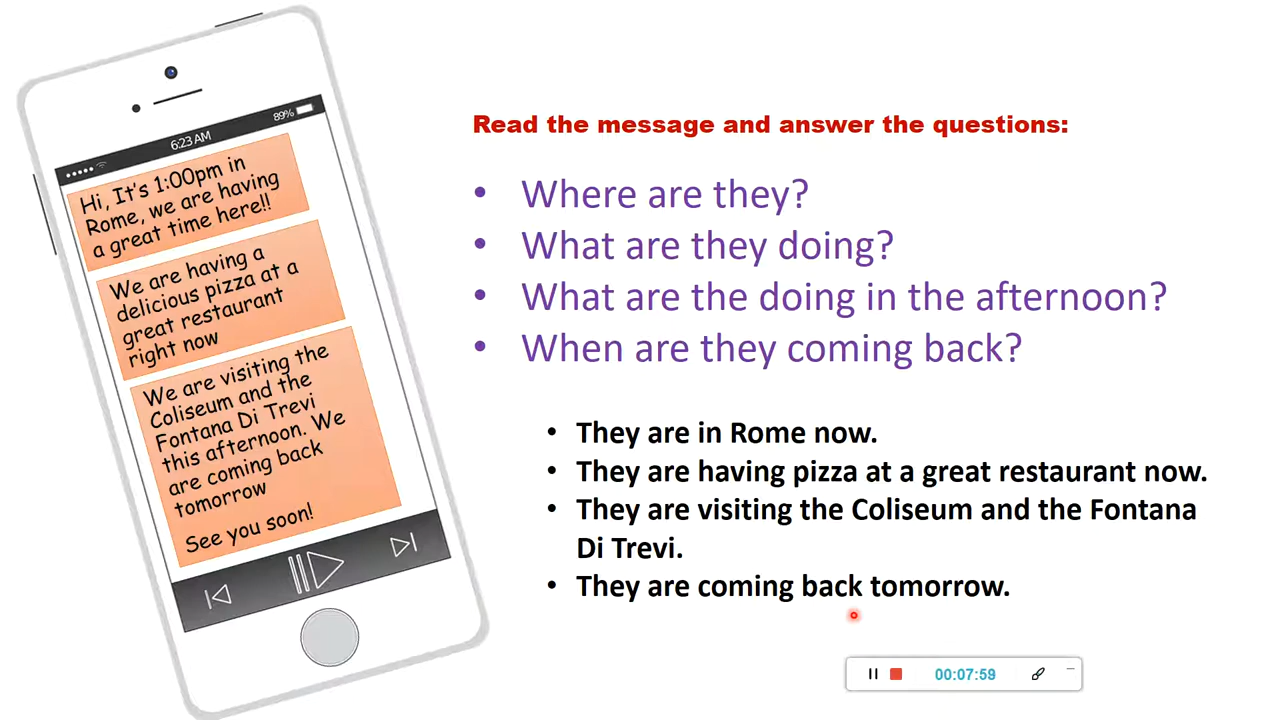 6:23 AM
89%
Hi, It's 1:00pm in
Rome, we are having
a great time here!!
We are having a
delicious pizza at a
great restaurant
right now
We are visiting the
Coliseum and the
Fontana Di Trevi
this afternoon. We
are coming back
tomorrow
See you soon!
Read the message and answer the questions:
• Where are they?
• What are they doing?
• What are the doing in the afternoon?
• When are they coming back?
• They are in Rome now.
• They are having pizza at a great restaurant now.
• They are visiting the Coliseum and the Fontana
Di Trevi.
• They are coming back tomorrow.
00:07:59